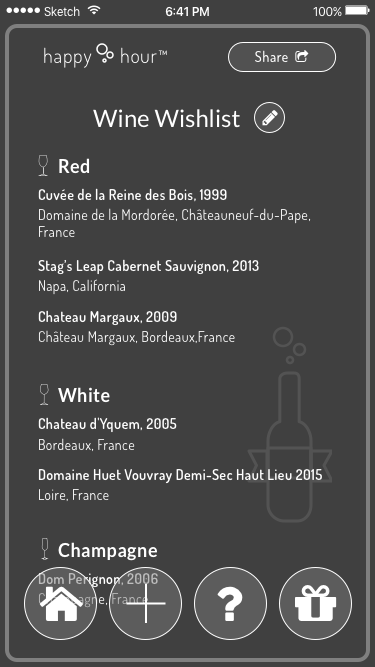 Sketch
6:41 PM
100%
happy hour™
Share
Wine Wishlist
Red
Cuvée de la Reine des Bois, 1999
Domaine de la Mordorée, Châteauneuf-du-Pape,
France
Stag's Leap Cabernet Sauvignon, 2013
Napa, California
Chateau Margaux, 2009
Château Margaux, Bordeaux,France
White
Chateau d'Yquem, 2005
Bordeaux, France
Domaine Huet Vouvray Demi-Sec Haut Lieu 2015
Loire, France
Champagne
Dom Perignon, 2006
France
?